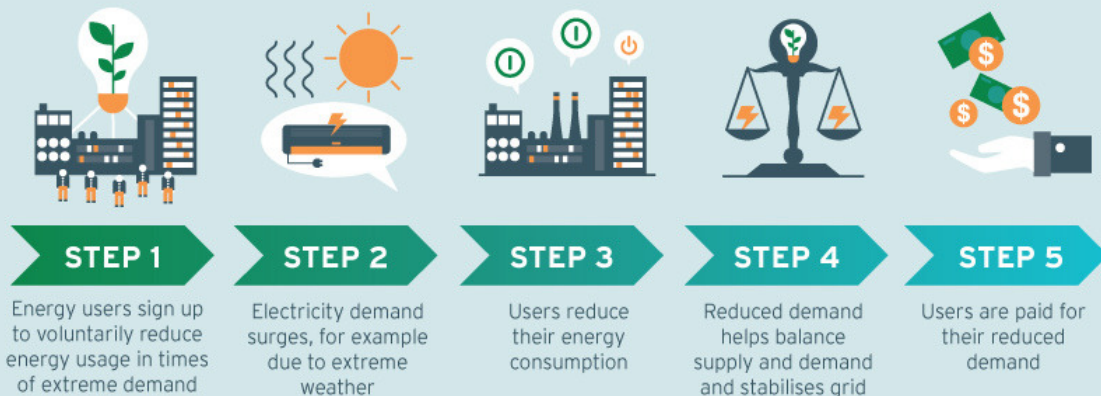 STEP 1
Energy users sign up
to voluntarily reduce
energy usage in times
of extreme demand
STEP 2
Electricity demand
surges, for example
due to extreme
weather
STEP 3
Users reduce
their energy
consumption
STEP 4
Reduced demand
helps balance
supply and demand
and stabilises grid
STEP 5
Users are paid for
their reduced
demand